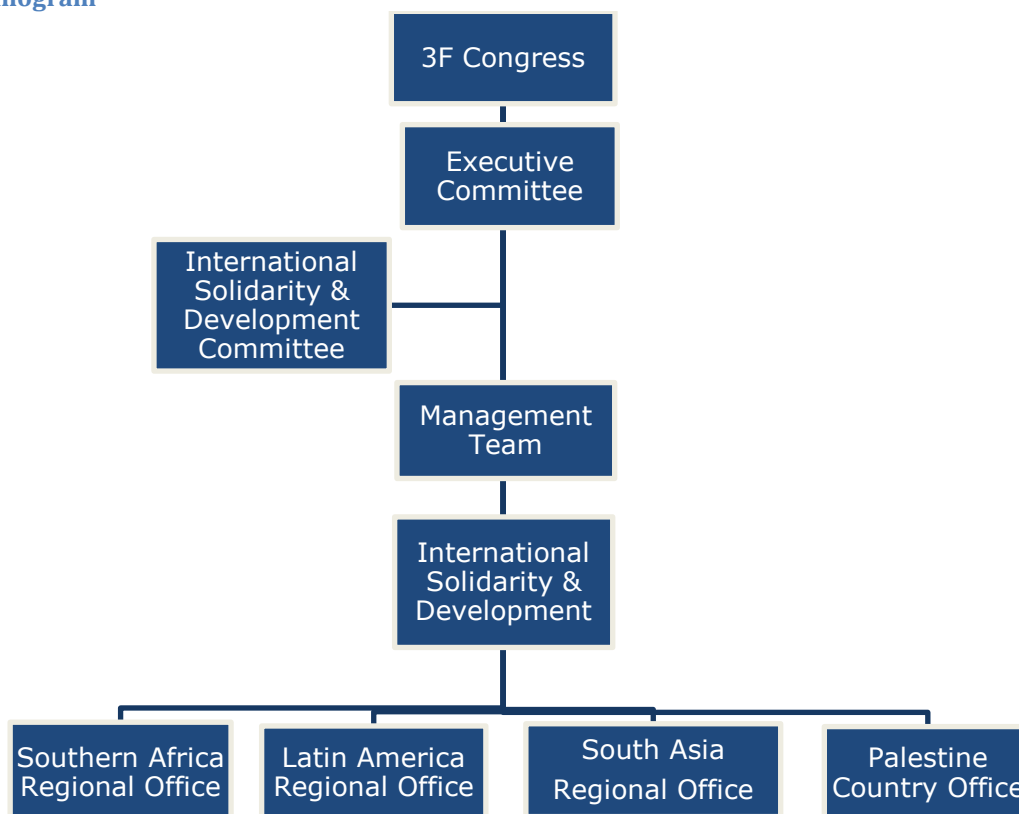 3F Congress
Executive
Committee
International
Solidarity &
Development
Committee
Management
Team
International
Solidarity &
Development
Southern Africa
Regional Office
Latin America
Regional Office
South Asia
Regional Office
Palestine
Country Office